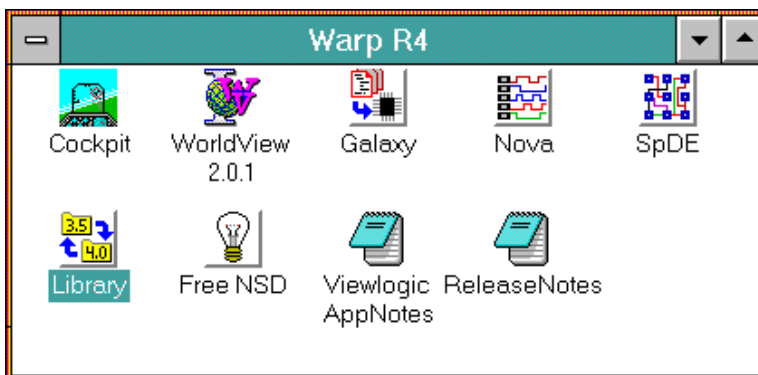 Warp R4
Cockpit
WorldView
2.0.1
Galaxy
Nova
SpDE
3.5
4.0
Library
Free NSD
Viewlogic
AppNotes
ReleaseNotes